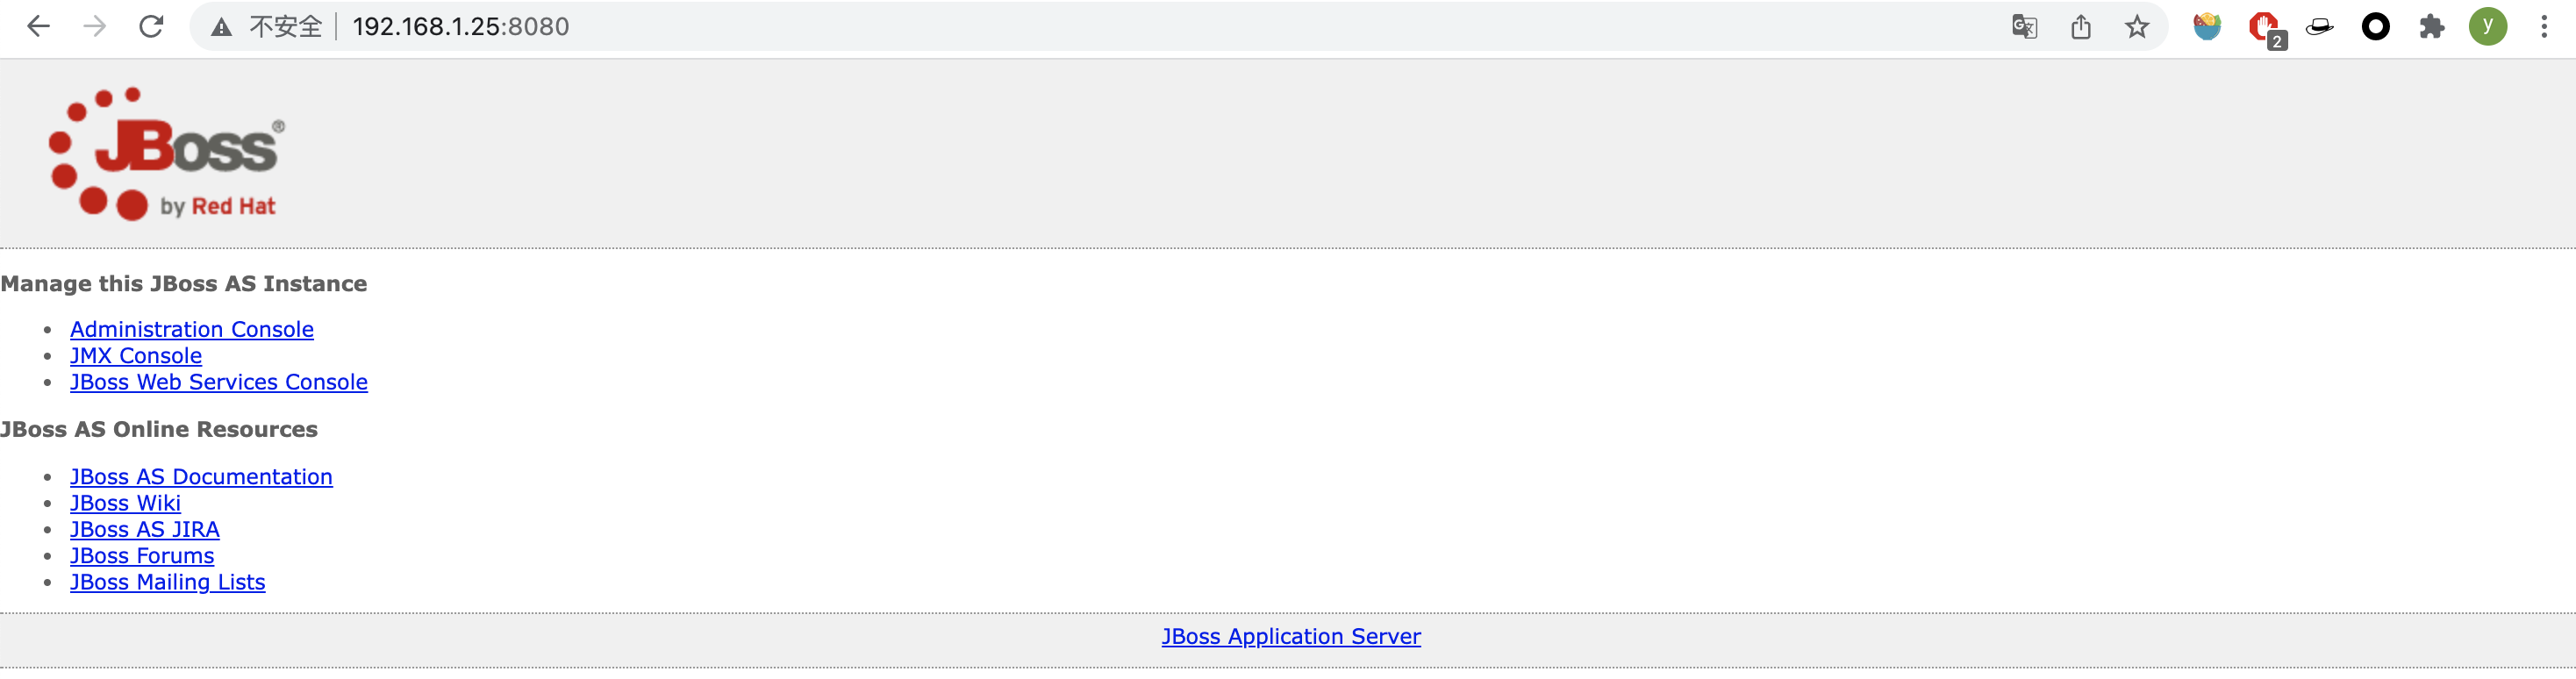 不安全 192.168.1.25:8080
2
y
JBoss®
by Red Hat
Manage this JBoss AS Instance
Administration Console
JMX Console
JBoss Web Services Console
JBoss AS Online Resources
JBoss AS Documentation
JBoss Wiki
JBoss AS JIRA
JBoss Forums
JBoss Mailing Lists
JBoss Application Server